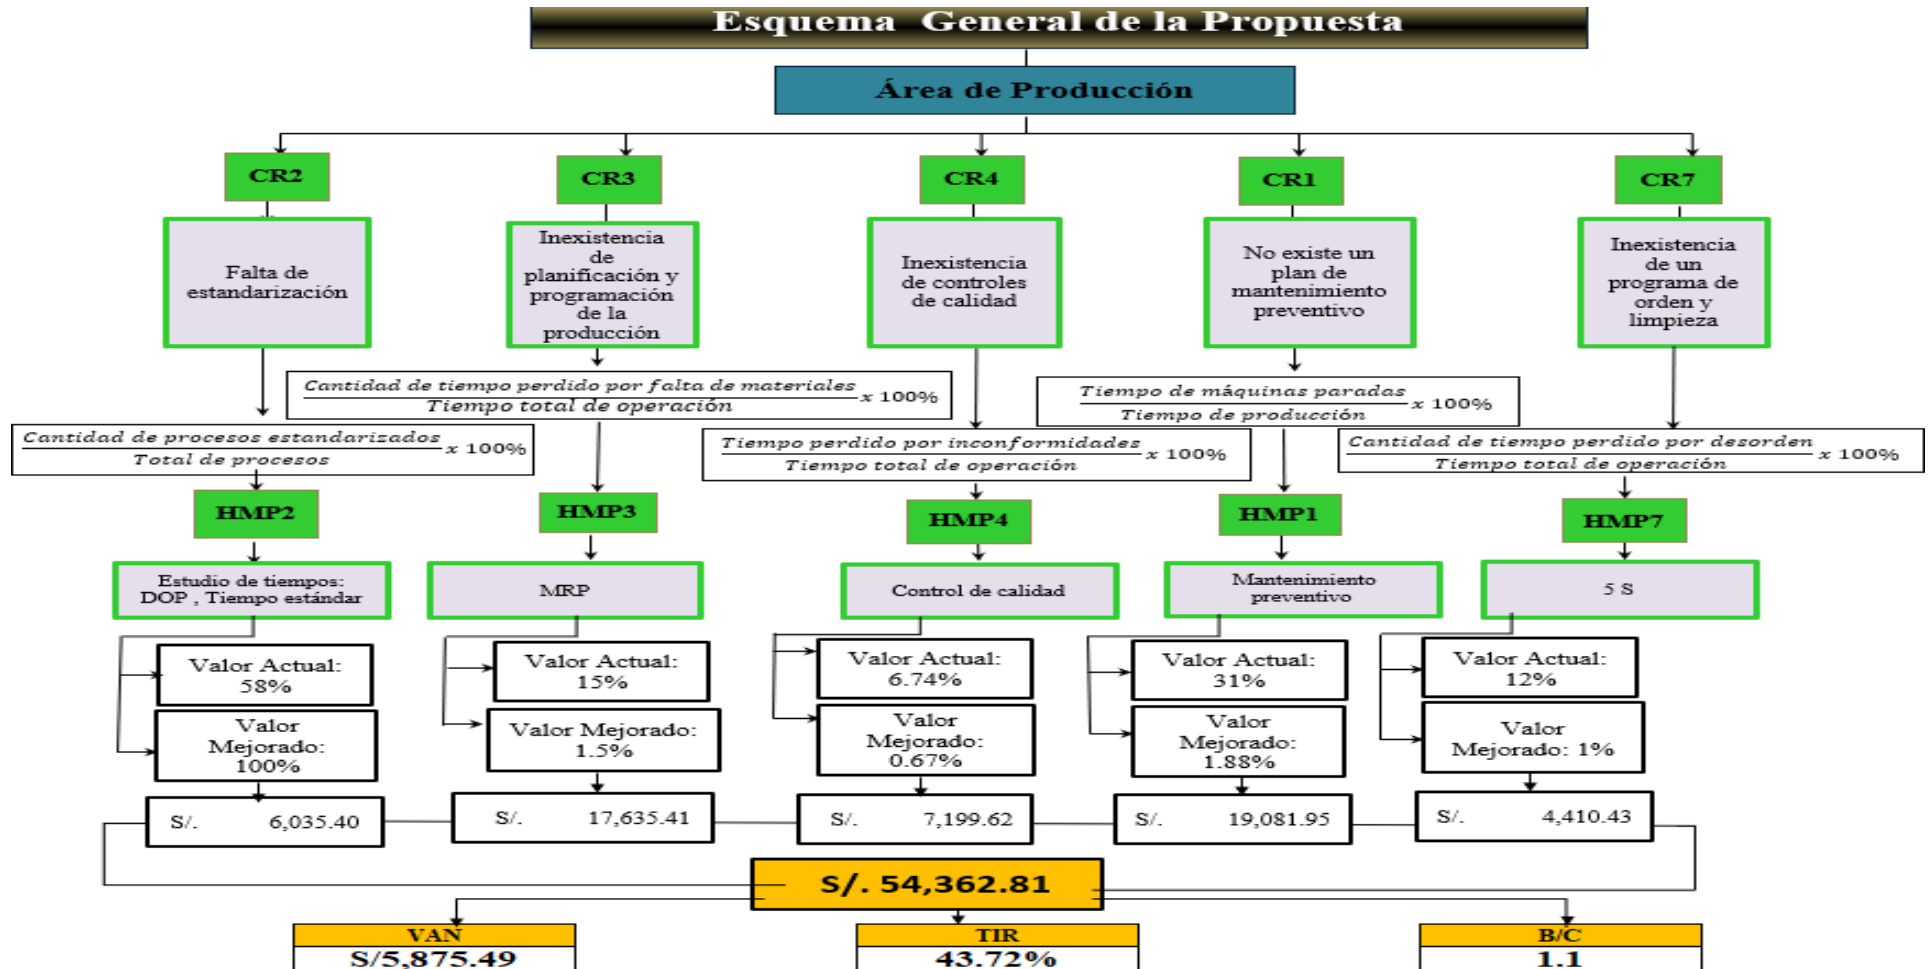 Esquema General de la Propuesta
Área de Producción
CR2
CR3
CR4
CR1
CR7
Falta de
estandarización
Inexistencia
de
planificación y
programación
de la
producción
Inexistencia
de controles
de calidad
No existe un
plan de
mantenimiento
preventivo
Inexistencia
de un
programa de
orden y
limpieza
Cantidad de tiempo perdido por falta de materiales
Tiempo total de operación
x 100%
Tiempo de máquinas paradas
Tiempo de producción
x 100%
Cantidad de procesos estandarizados
Total de procesos
x 100%
Tiempo perdido por inconformidades
Tiempo total de operación
x 100%
Cantidad de tiempo perdido por desorden
Tiempo total de operación
x 100%
HMP2
HMP3
HMP4
HMP1
HMP7
Estudio de tiempos:
DOP , Tiempo estándar
MRP
Control de calidad
Mantenimiento
preventivo
5 S
Valor Actual:
58%
Valor Actual:
15%
Valor Actual:
6.74%
Valor Actual:
31%
Valor Actual:
12%
Valor
Mejorado:
100%
Valor Mejorado:
1.5%
Valor
Mejorado:
0.67%
Valor
Mejorado:
1.88%
Valor
Mejorado: 1%
S/. 6,035.40
S/. 17,635.41
S/. 7,199.62
S/. 19,081.95
S/. 4,410.43
S/. 54,362.81
VAN
S/5,875.49
TIR
43.72%
B/C
1.1